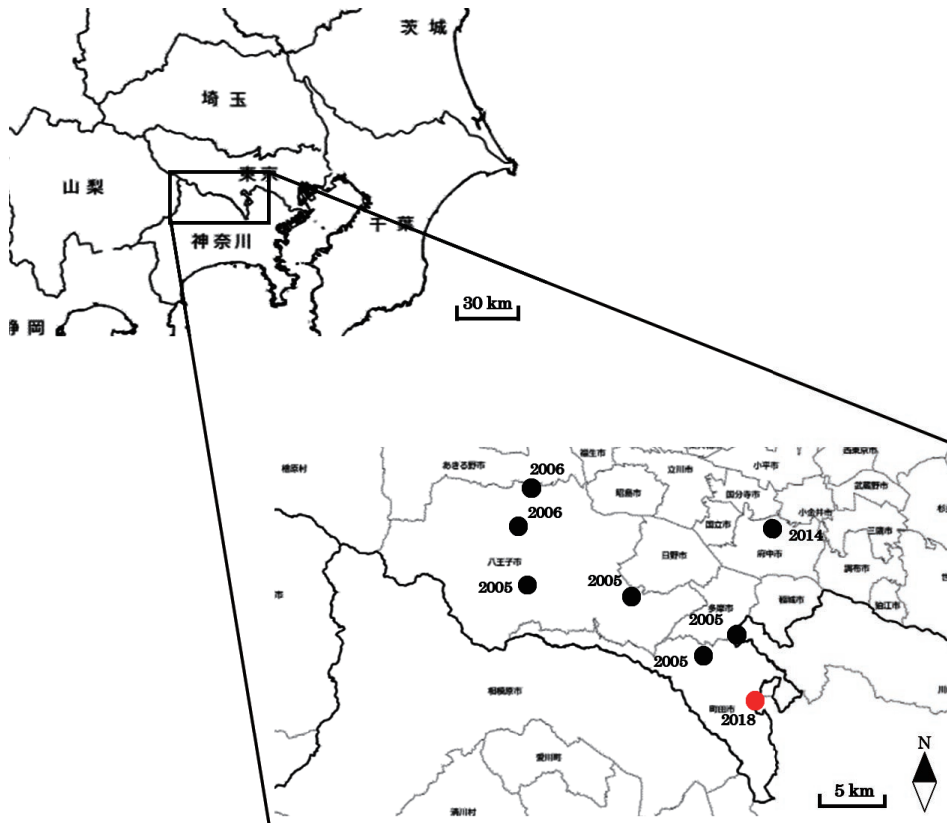 茨城
埼玉
東京
山梨
千葉
神奈川
30 km
静岡
福生市
西東京市
あきる野市
小平市
檜原村
立川市
2006
武蔵野市
昭島市
国分寺市
小金井市
2006
国立市
三鷹市
2014
日野市
府中市
八王子市
調布市
2005
2005
市
多摩市
稲城市
狛江市
2005
2005
相模原市
町田市
2018
N
愛川町
5 km
清川村